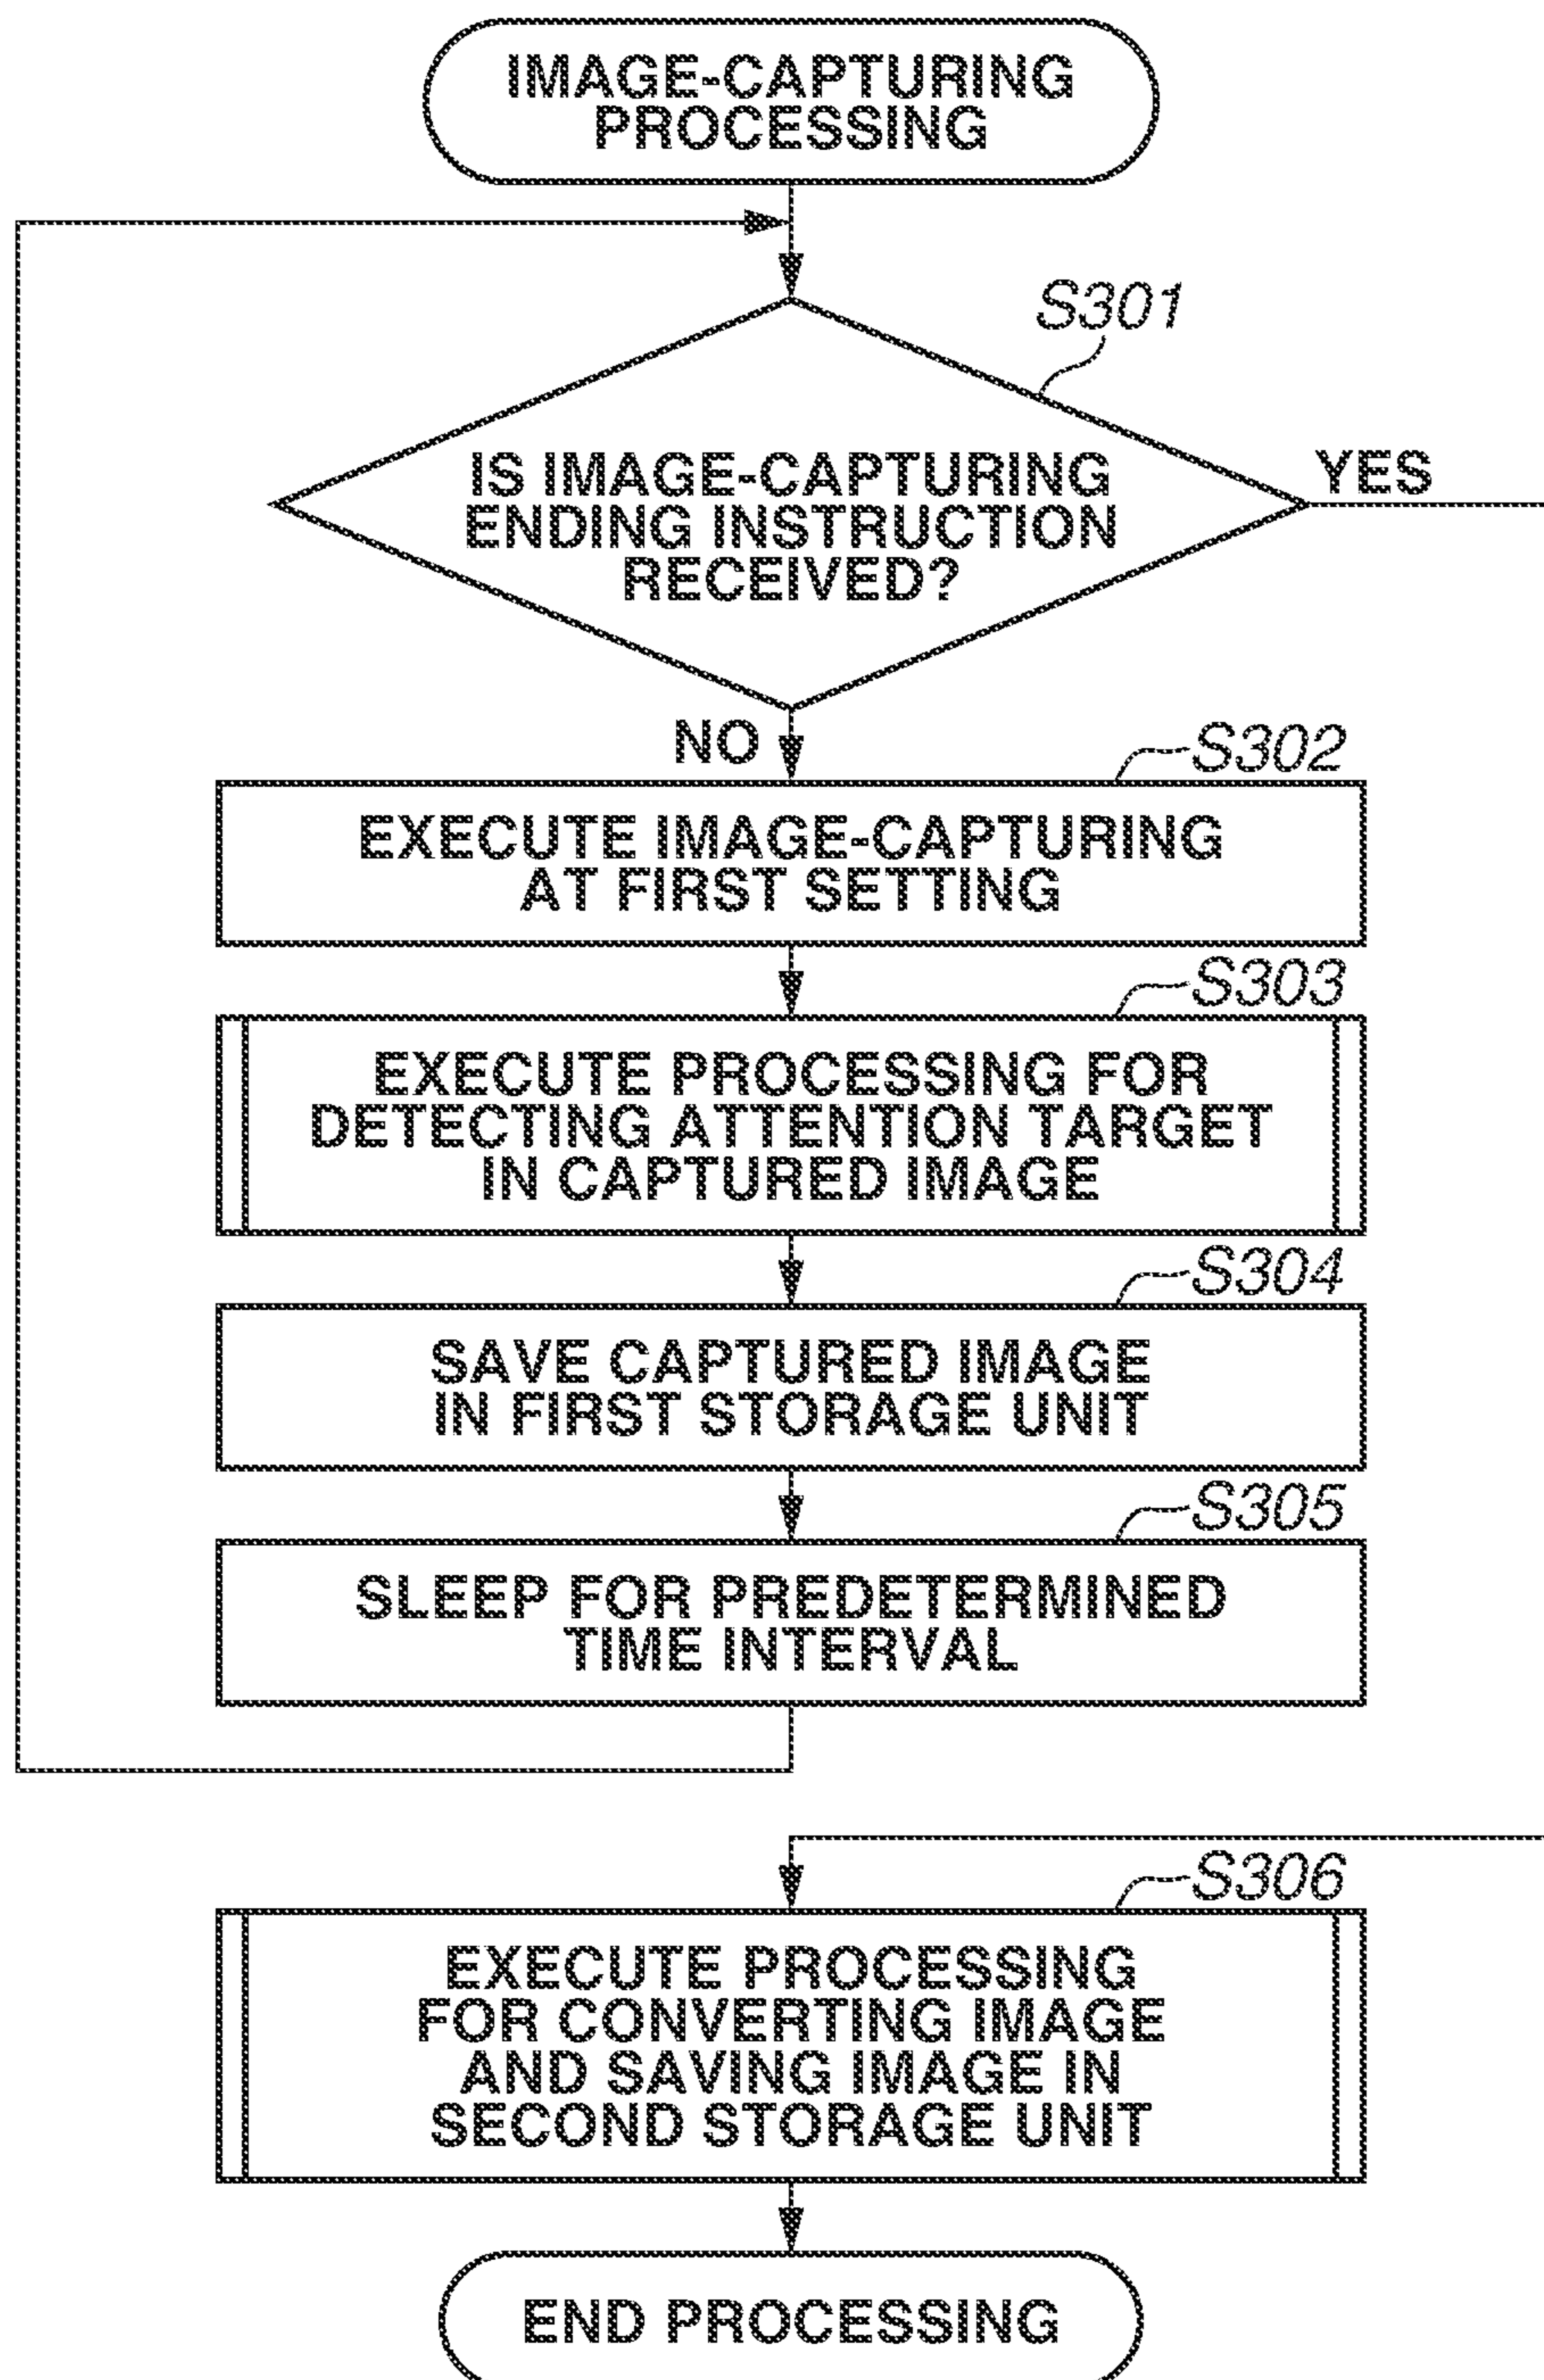 IMAGE-CAPTURING
PROCESSING
S301
IS IMAGE-CAPTURING
ENDING INSTRUCTION
RECEIVED?
YES
NO
S302
EXECUTE IMAGE-CAPTURING
AT FIRST SETTING
S303
EXECUTE PROCESSING FOR
DETECTING ATTENTION TARGET
IN CAPTURED IMAGE
S304
SAVE CAPTURED IMAGE
IN FIRST STORAGE UNIT
S305
SLEEP FOR PREDETERMINED
TIME INTERVAL
S306
EXECUTE PROCESSING
FOR CONVERTING IMAGE
AND SAVING IMAGE IN
SECOND STORAGE UNIT
END PROCESSING